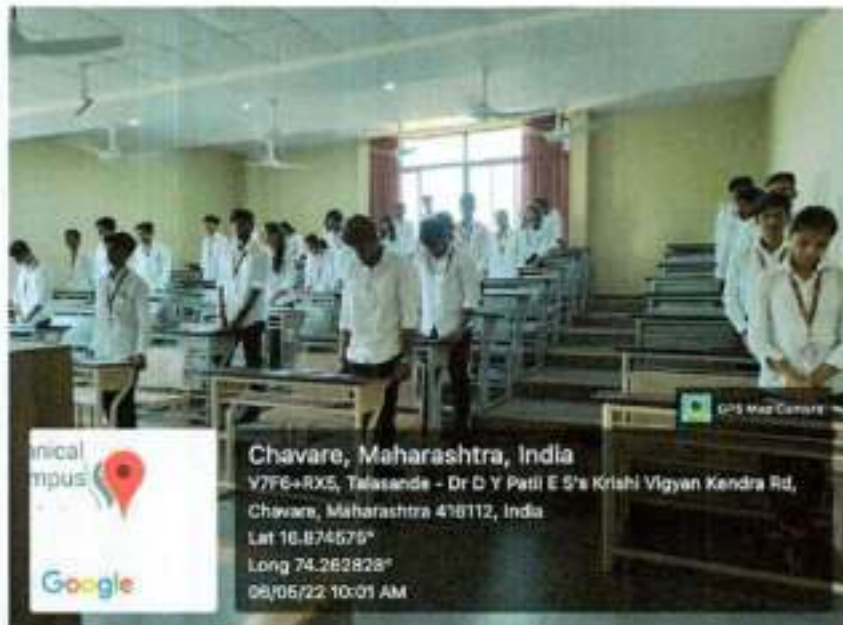 GPS Map Camera
nical
mpus
Google
Chavare, Maharashtra, India
V7F6+RX5, Talasande - Dr D Y Patil E S's Krishi Vigyan Kendra Rd,
Chavare, Maharashtra 416112, India
Lat 16.874575°
Long 74.262828°
06/05/22 10:01 AM